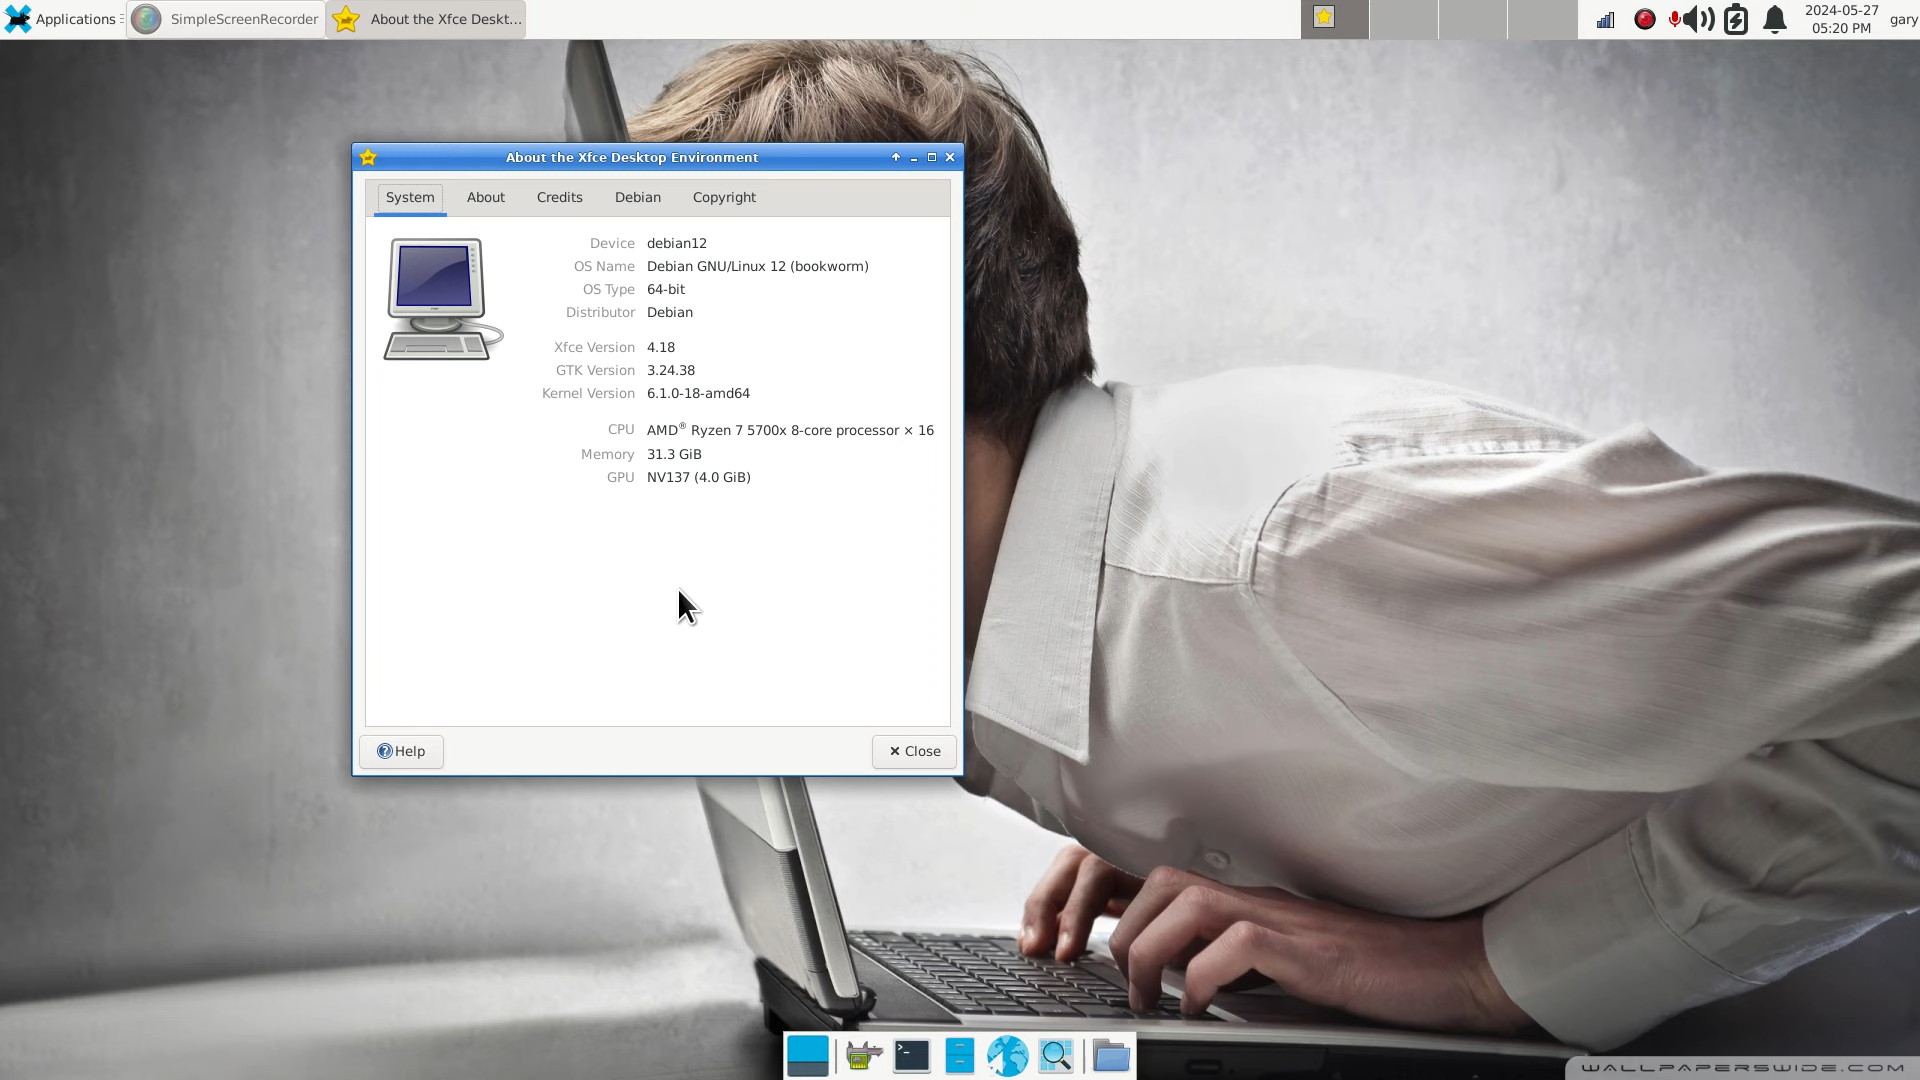 Applications
SimpleScreenRecorder
About the Xfce Deskt...
2024-05-27
05:20 PM
gary
About the Xfce Desktop Environment
System About Credits Debian Copyright
Device debian12
OS Name Debian GNU/Linux 12 (bookworm)
OS Type 64-bit
Distributor Debian
Xfce Version 4.18
GTK Version 3.24.38
Kernel Version 6.1.0-18-amd64
CPU AMD® Ryzen 7 5700x 8-core processor × 16
Memory 31.3 GiB
GPU NV137 (4.0 GiB)
Help
Close
WALLPAPERSWIDE.COM